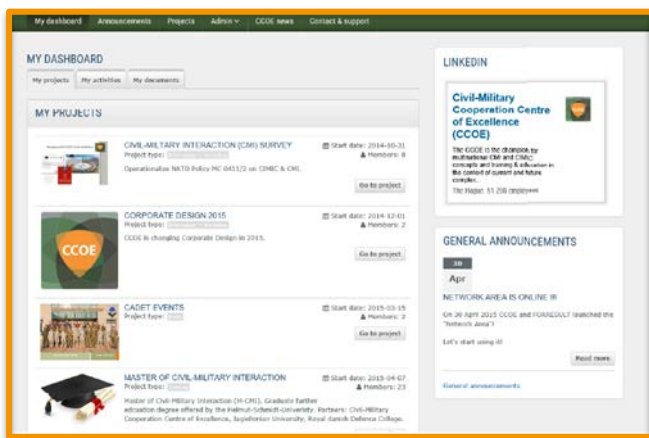 My dashboard Announcements Projects Admin CCOE news Contact & support
MY DASHBOARD
My projects My activities My documents
MY PROJECTS
CIVIL-MILTARY INTERACTION (CMI) SURVEY
Project type:
Operationalise NATO Policy MC 0411/2 on CIMIC & CMI.
Start date: 2014-10-31
Members: 8
Go to project
CCOE
CORPORATE DESIGN 2015
Project type:
CCOE is changing Corporate Design in 2015.
Start date: 2014-12-01
Members: 2
Go to project
CADET EVENTS
Project type:
Start date: 2015-03-15
Members: 2
Go to project
MASTER OF CIVIL-MILITARY INTERACTION
Project type:
Master of Civil-Military Interaction (M-CMI). Graduate further
education degree offered by the Helmut-Schmidt-University. Partners: Civil-Military
Cooperation Centre of Excellence, Jagiellonian University, Royal danish Defence College.
Start date: 2015-04-07
Members: 23
LINKEDIN
Civil-Military
Cooperation Centre
of Excellence
(CCOE)
The CCOE is the champion by
multinational CMI and CIMIC
concepts and training & education in
the context of current and future
complex..
The Hague 51-200 employees
GENERAL ANNOUNCEMENTS
30
Apr
NETWORK AREA IS ONLINE !!!
On 30 April 2015 CCOE and launched the
"Network Area"!
Let's start using it!
Read more
General announcements